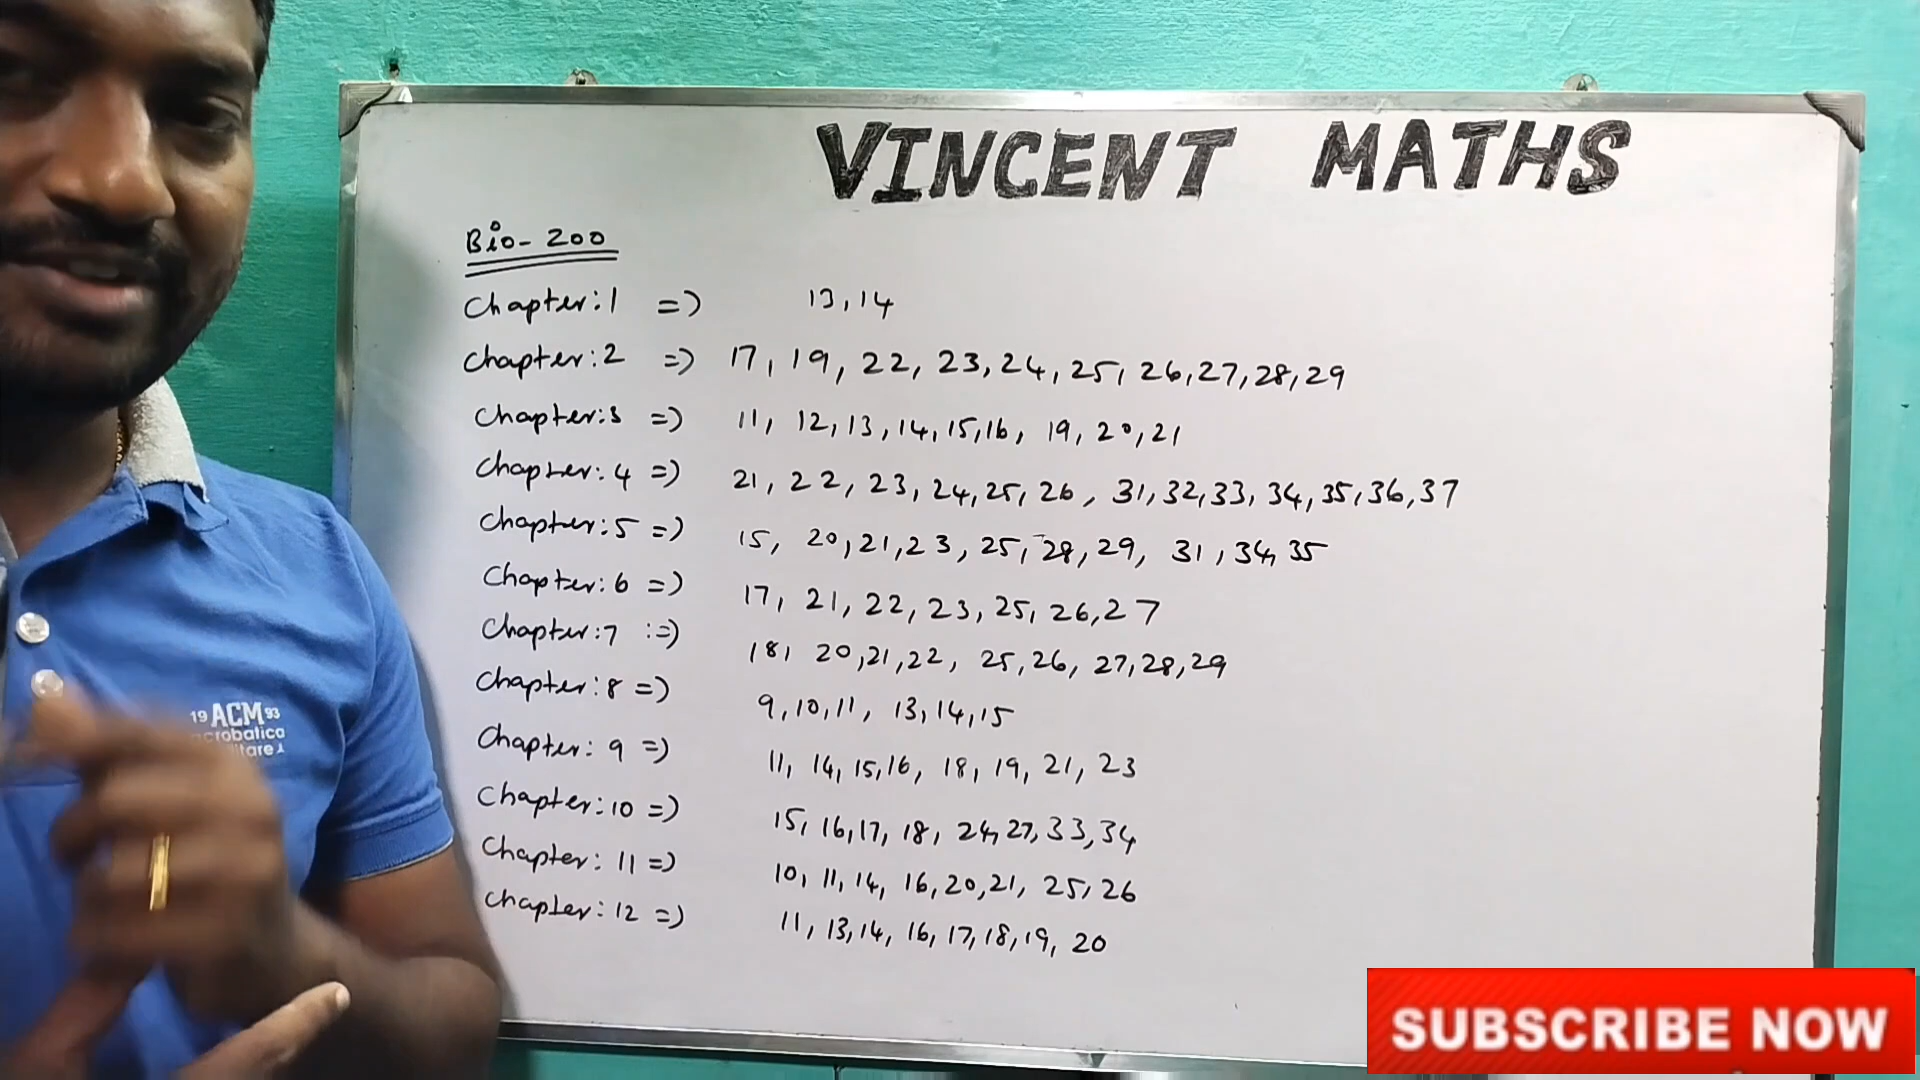 VINCENT MATHS
Bio-200
Chapter:1 => 13, 14
Chapter:2 => 17, 19, 22, 23, 24, 25, 26, 27, 28, 29
Chapter:3 => 11, 12, 13, 14, 15, 16, 19, 20, 21
Chapter:4 => 21, 22, 23, 24, 25, 26, 31, 32, 33, 34, 35, 36, 37
Chapter:5 => 15, 20, 21, 23, 25, 28, 29, 31, 34, 35
Chapter:6 => 17, 21, 22, 23, 25, 26, 27
Chapter:7 :=> 18, 20, 21, 22, 25, 26, 27, 28, 29
Chapter:8 => 9, 10, 11, 13, 14, 15
Chapter:9 => 11, 14, 15, 16, 18, 19, 21, 23
Chapter:10 => 15, 16, 17, 18, 24, 27, 33, 34
Chapter:11 => 10, 11, 14, 16, 20, 21, 25, 26
Chapter:12 => 11, 13, 14, 16, 17, 18, 19, 20
19 ACM 93
SUBSCRIBE NOW